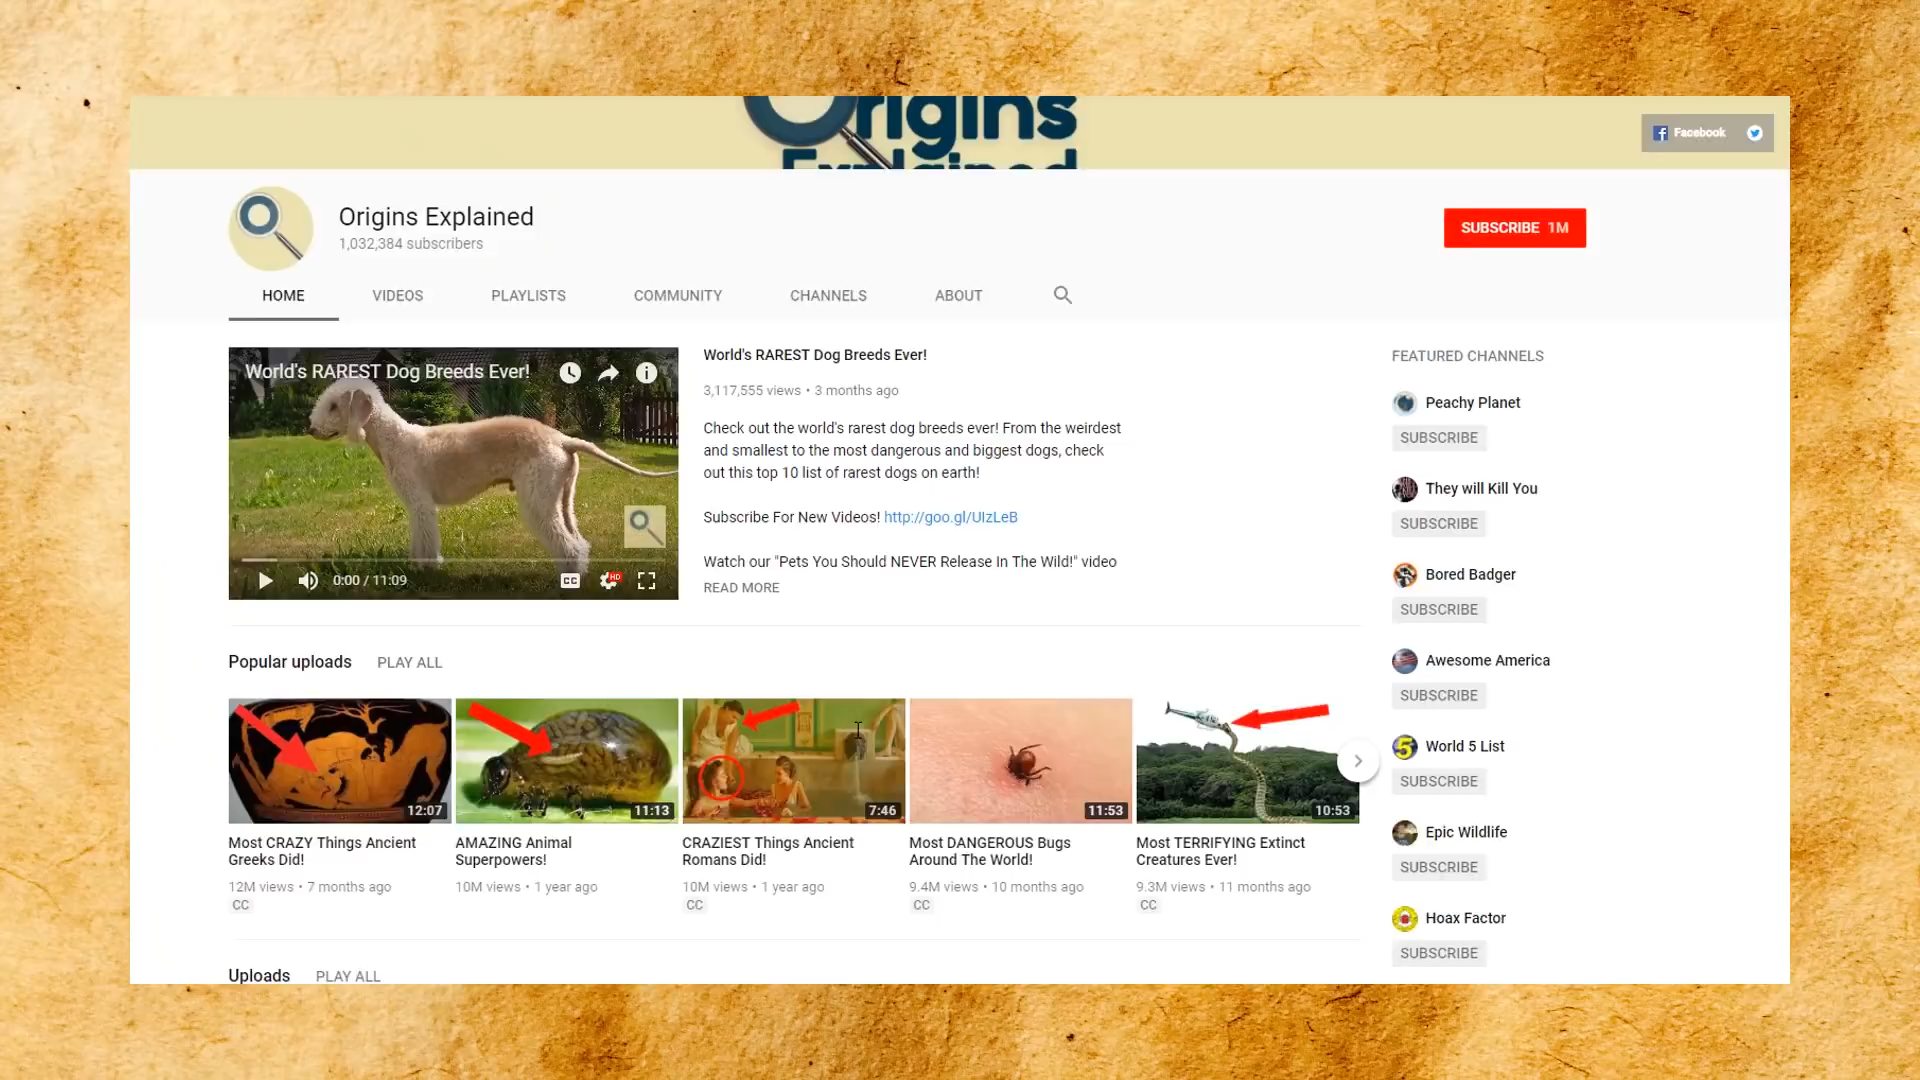 Origins
Explained
Facebook
Origins Explained
1,032,384 subscribers
SUBSCRIBE 1M
HOME VIDEOS PLAYLISTS COMMUNITY CHANNELS ABOUT
World's RAREST Dog Breeds Ever!
0:00 / 11:09
CC
HD
World's RAREST Dog Breeds Ever!
3,117,555 views • 3 months ago
Check out the world's rarest dog breeds ever! From the weirdest
and smallest to the most dangerous and biggest dogs, check
out this top 10 list of rarest dogs on earth!
Subscribe For New Videos! http://goo.gl/UIzLeB
Watch our "Pets You Should NEVER Release In The Wild!" video
READ MORE
FEATURED CHANNELS
Peachy Planet
SUBSCRIBE
They will Kill You
SUBSCRIBE
Bored Badger
SUBSCRIBE
Awesome America
SUBSCRIBE
5
World 5 List
SUBSCRIBE
Epic Wildlife
SUBSCRIBE
Hoax Factor
SUBSCRIBE
Popular uploads PLAY ALL
12:07
Most CRAZY Things Ancient
Greeks Did!
12M views • 7 months ago
CC
11:13
AMAZING Animal
Superpowers!
10M views • 1 year ago
7:46
CRAZIEST Things Ancient
Romans Did!
10M views • 1 year ago
CC
11:53
Most DANGEROUS Bugs
Around The World!
9.4M views • 10 months ago
CC
10:53
Most TERRIFYING Extinct
Creatures Ever!
9.3M views • 11 months ago
CC
Uploads PLAY ALL